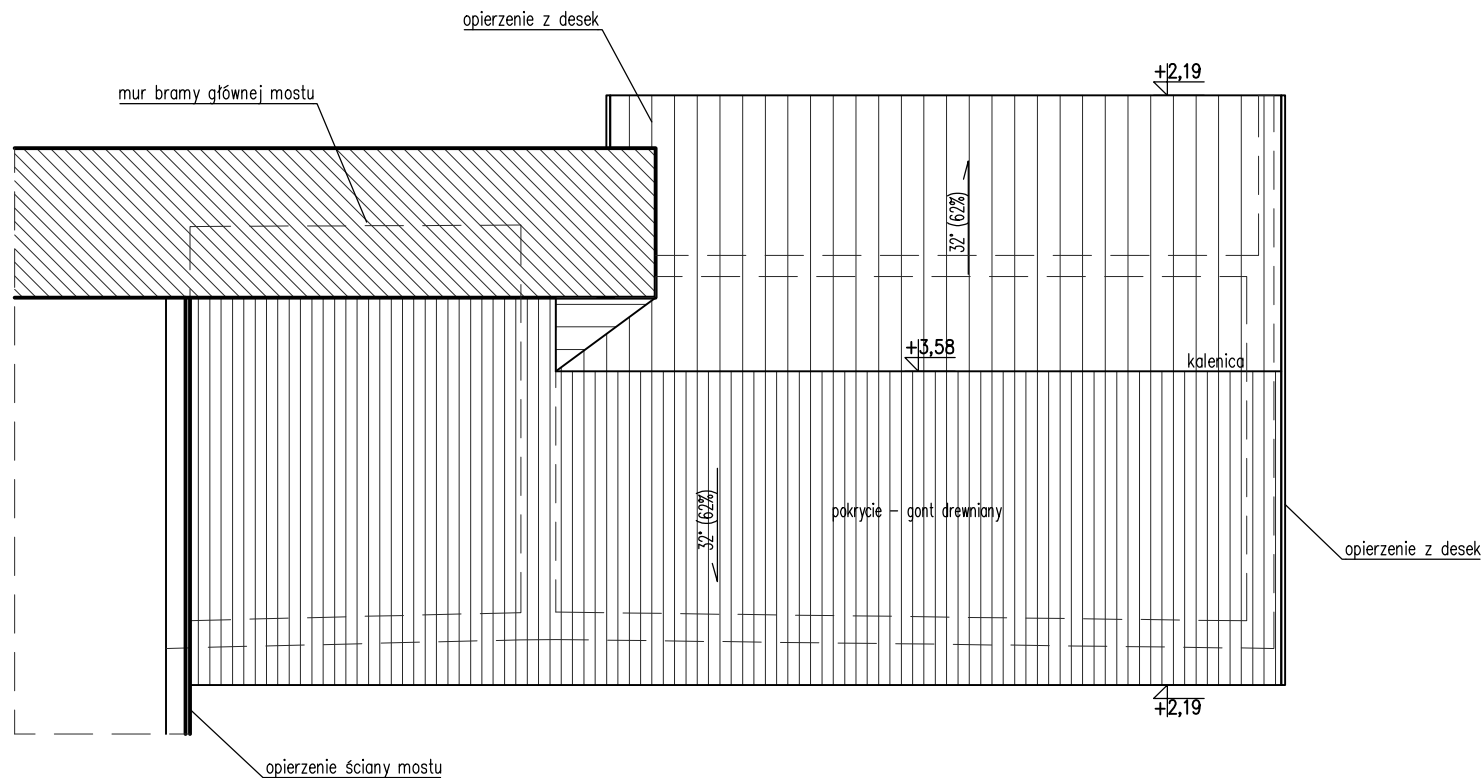 opierzenie z desek
+2,19
mur bramy głównej mostu
32° (62%)
+3,58
kalenica
32° (62%)
pokrycie – gont drewniany
opierzenie z desek
+2,19
opierzenie ściany mostu